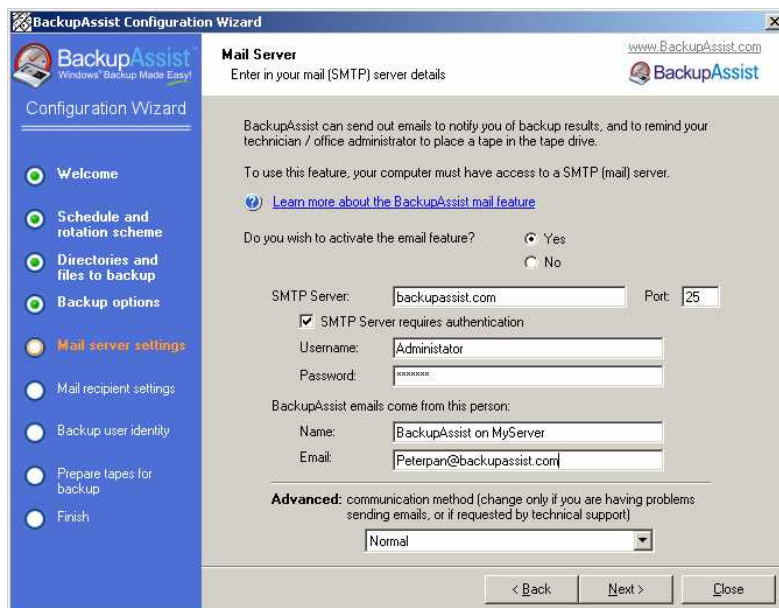 BackupAssist Configuration Wizard
BackupAssist™
Windows® Backup Made Easy!
Configuration Wizard
Welcome
Schedule and
rotation scheme
Directories and
files to backup
Backup options
Mail server settings
Mail recipient settings
Backup user identity
Prepare tapes for
backup
Finish
Mail Server
Enter in your mail (SMTP) server details
www.BackupAssist.com
BackupAssist
BackupAssist can send out emails to notify you of backup results, and to remind your
technician / office administrator to place a tape in the tape drive.
To use this feature, your computer must have access to a SMTP (mail) server.
Learn more about the BackupAssist mail feature
Do you wish to activate the email feature? Yes
No
SMTP Server: backupassist.com Port: 25
SMTP Server requires authentication
Username: Administator
Password: *******
BackupAssist emails come from this person:
Name: BackupAssist on MyServer
Email: Peterpan@backupassist.com
Advanced: communication method (change only if you are having problems
sending emails, or if requested by technical support)
Normal
< Back Next > Close